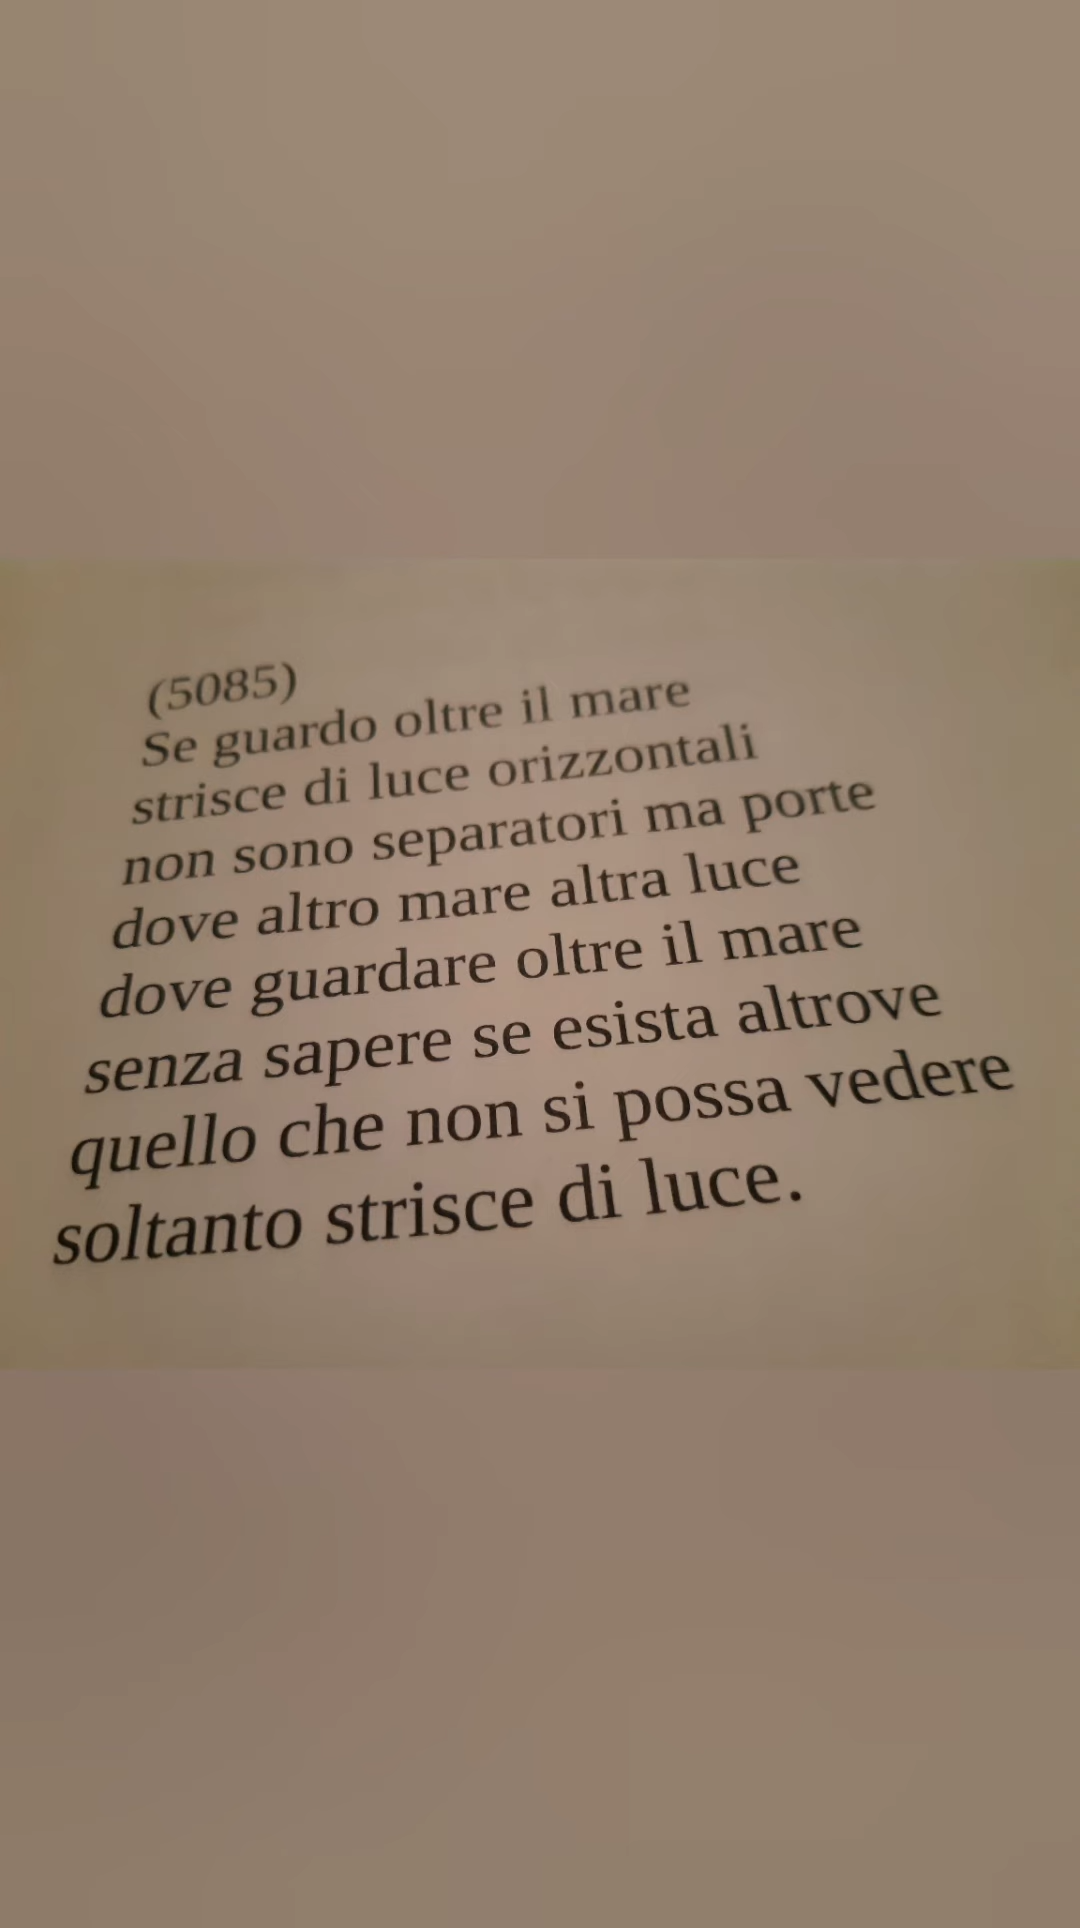 (5085)
Se guardo oltre il mare
strisce di luce orizzontali
non sono separatori ma porte
dove altro mare altra luce
dove guardare oltre il mare
senza sapere se esista altrove
quello che non si possa vedere
soltanto strisce di luce.